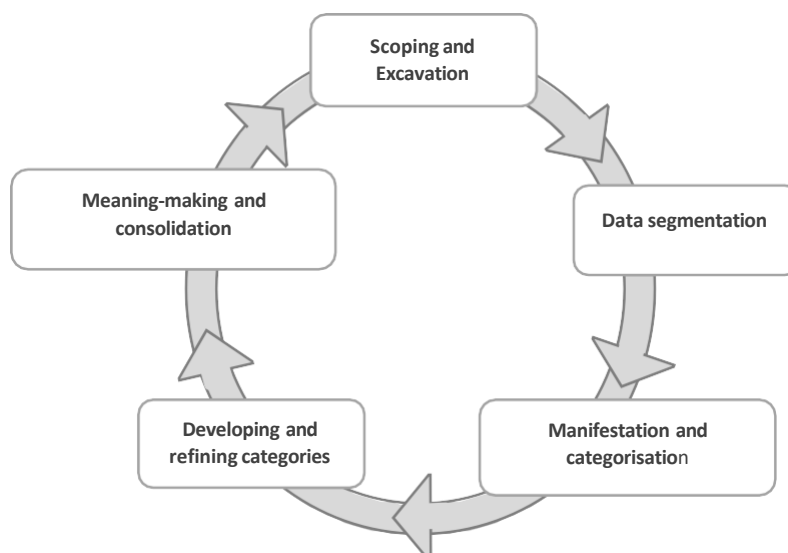 Scoping and
Excavation
Data segmentation
Manifestation and
categorisation
Developing and
refining categories
Meaning-making and
consolidation